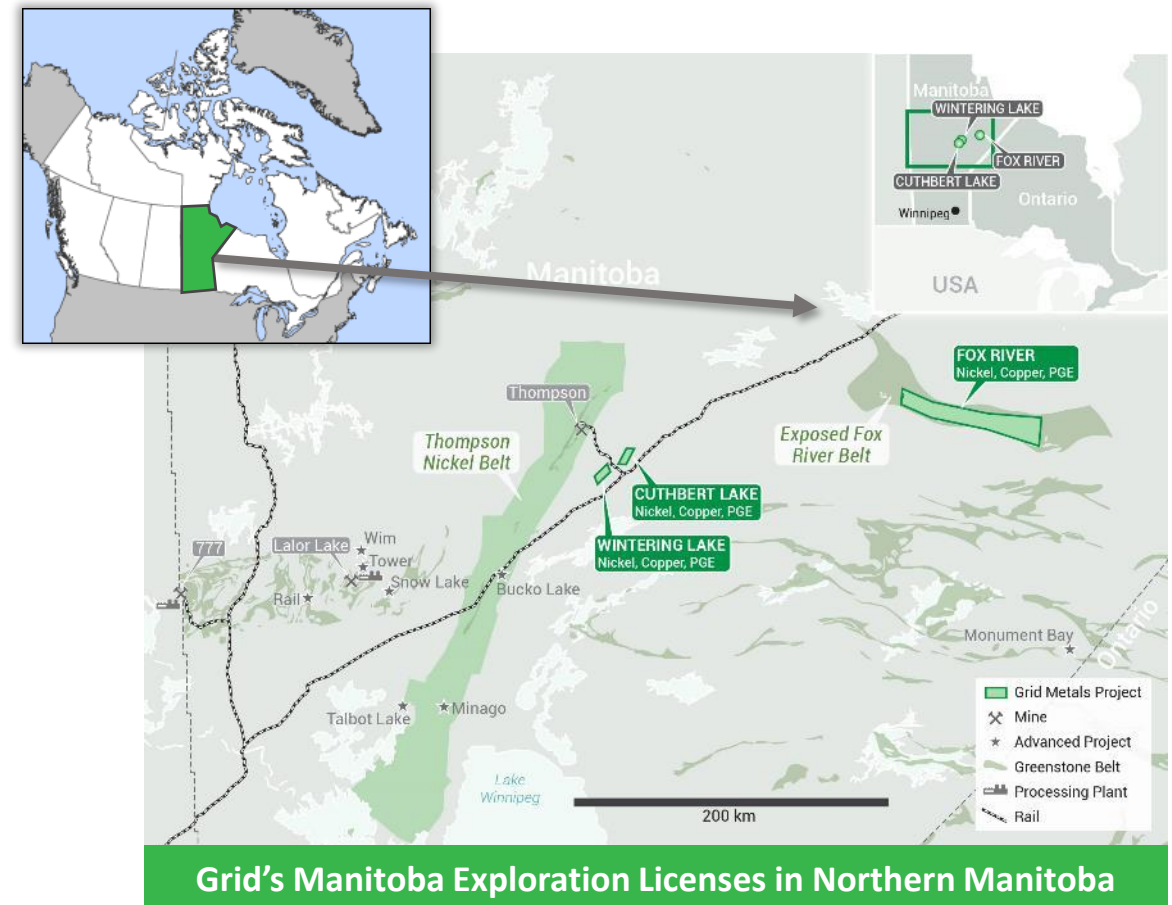 Manitoba
WINTERING LAKE
FOX RIVER
CUTHBERT LAKE
Winnipeg
Ontario
USA
Manitoba
FOX RIVER
Nickel, Copper, PGE
Thompson
Thompson
Nickel Belt
Exposed Fox
River Belt
CUTHBERT LAKE
Nickel, Copper, PGE
WINTERING LAKE
Nickel, Copper, PGE
777
Lalor Lake
Wim
Tower
Snow Lake
Rail
Bucko Lake
Monument Bay
Ontario
Talbot Lake
Minago
Lake
Winnipeg
200 km
Grid Metals Project
Mine
Advanced Project
Greenstone Belt
Processing Plant
Rail
Grid's Manitoba Exploration Licenses in Northern Manitoba